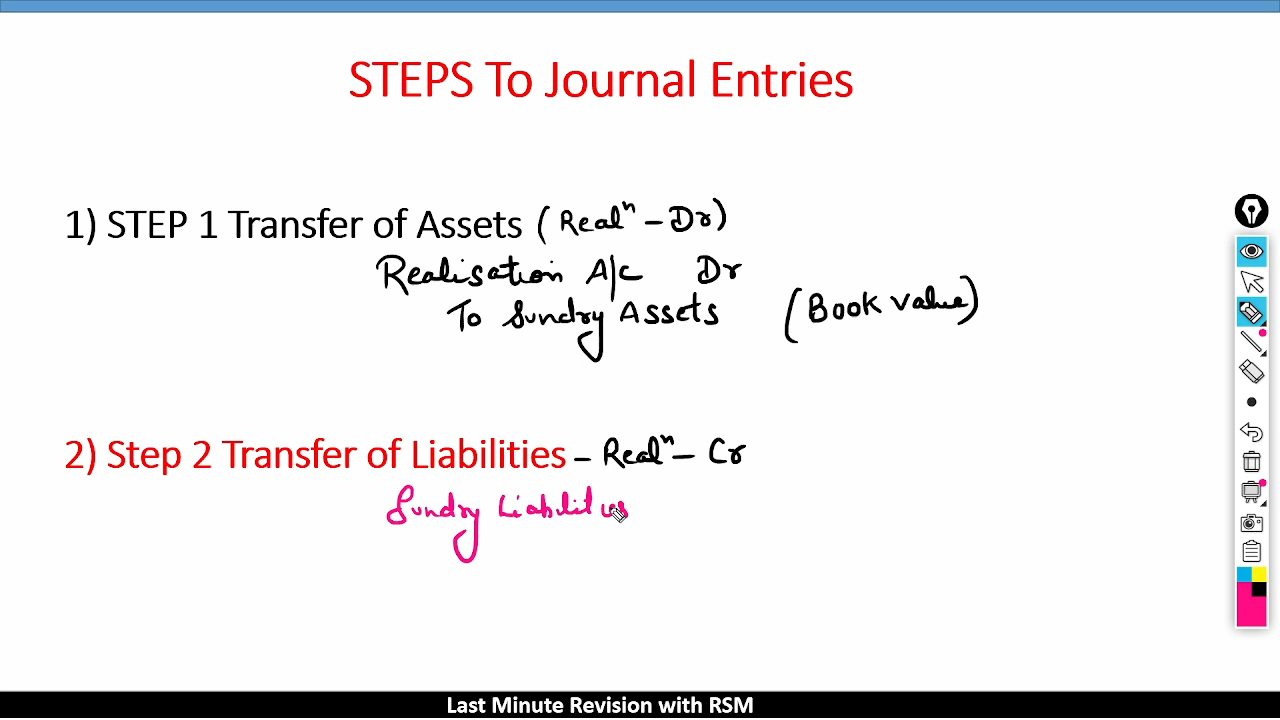 STEPS To Journal Entries
1) STEP 1 Transfer of Assets (Realⁿ - Dr)
Realisation A/c Dr
To Sundry Assets (Book value)
2) Step 2 Transfer of Liabilities - Realⁿ - Cr
Sundry Liabilities
Last Minute Revision with RSM